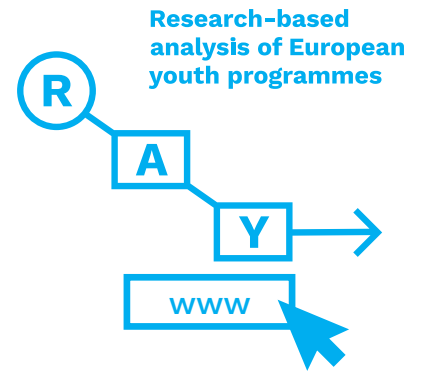 Research-based
analysis of European
youth programmes
R
A
Y
www